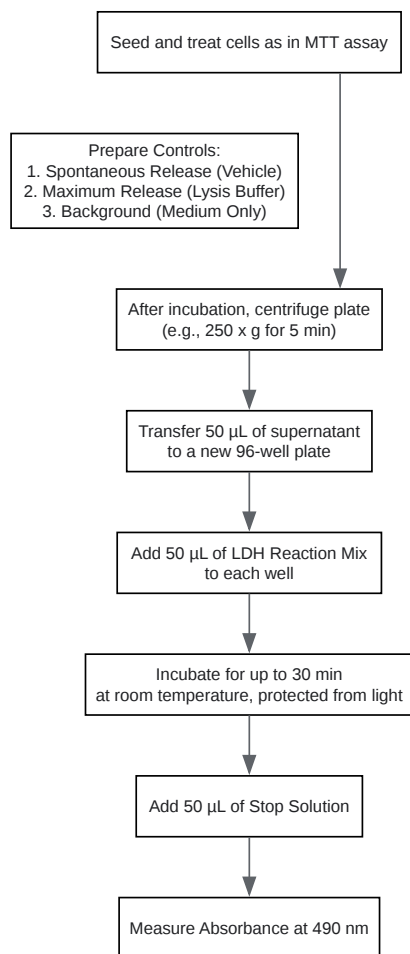 Seed and treat cells as in MTT assay
Prepare Controls:
1. Spontaneous Release (Vehicle)
2. Maximum Release (Lysis Buffer)
3. Background (Medium Only)
After incubation, centrifuge plate
(e.g., 250 x g for 5 min)
Transfer 50 µL of supernatant
to a new 96-well plate
Add 50 µL of LDH Reaction Mix
to each well
Incubate for up to 30 min
at room temperature, protected from light
Add 50 µL of Stop Solution
Measure Absorbance at 490 nm